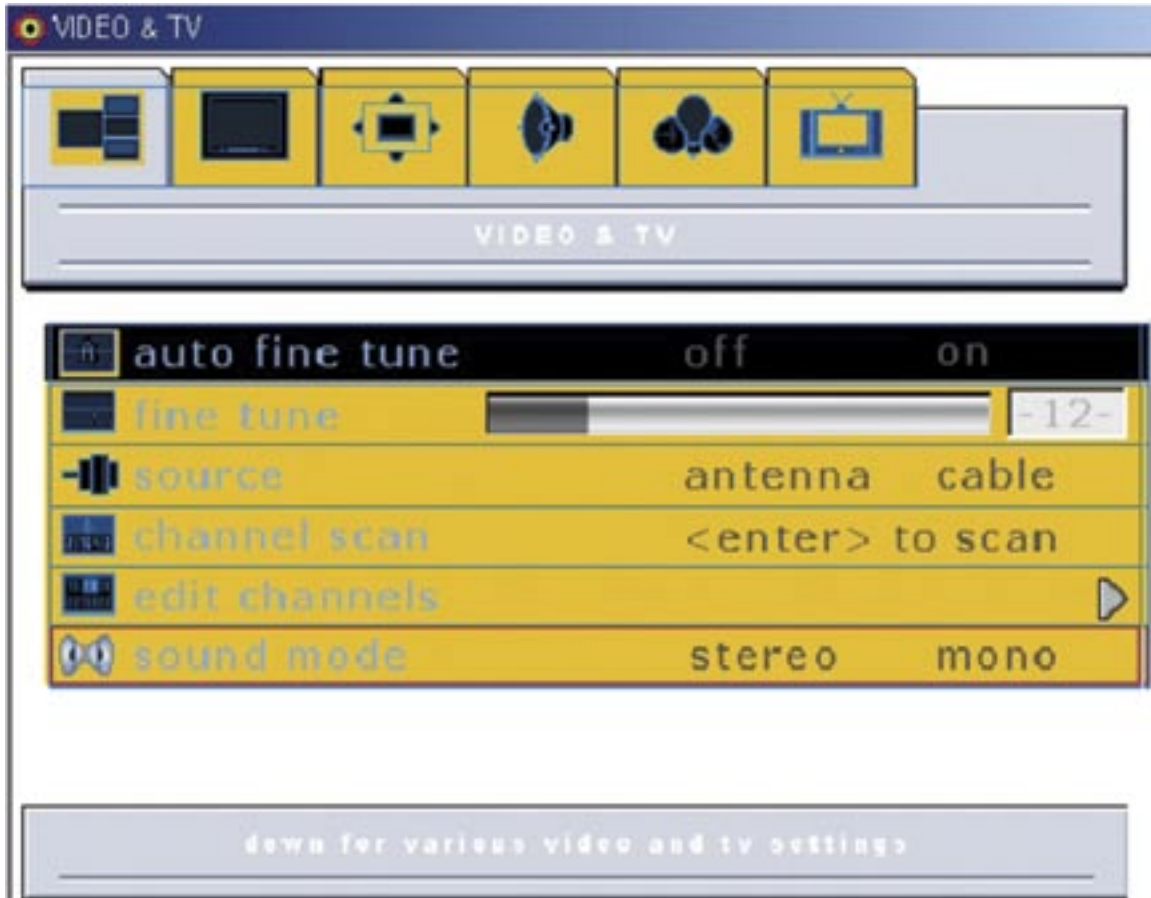 VIDEO & TV
VIDEO & TV
auto fine tune off on
fine tune -12-
source antenna cable
channel scan <enter> to scan
edit channels
sound mode stereo mono
down for various video and tv settings